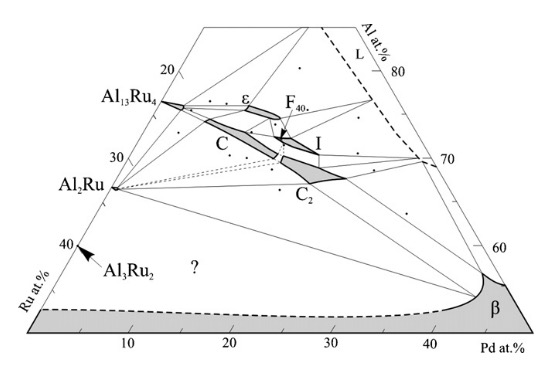 Al at.%
L
20
80
Al13Ru4
ε
F40
C
I
30
70
Al2Ru
C2
40
60
Al3Ru2
?
Ru at.%
β
10
20
30
40
Pd at.%